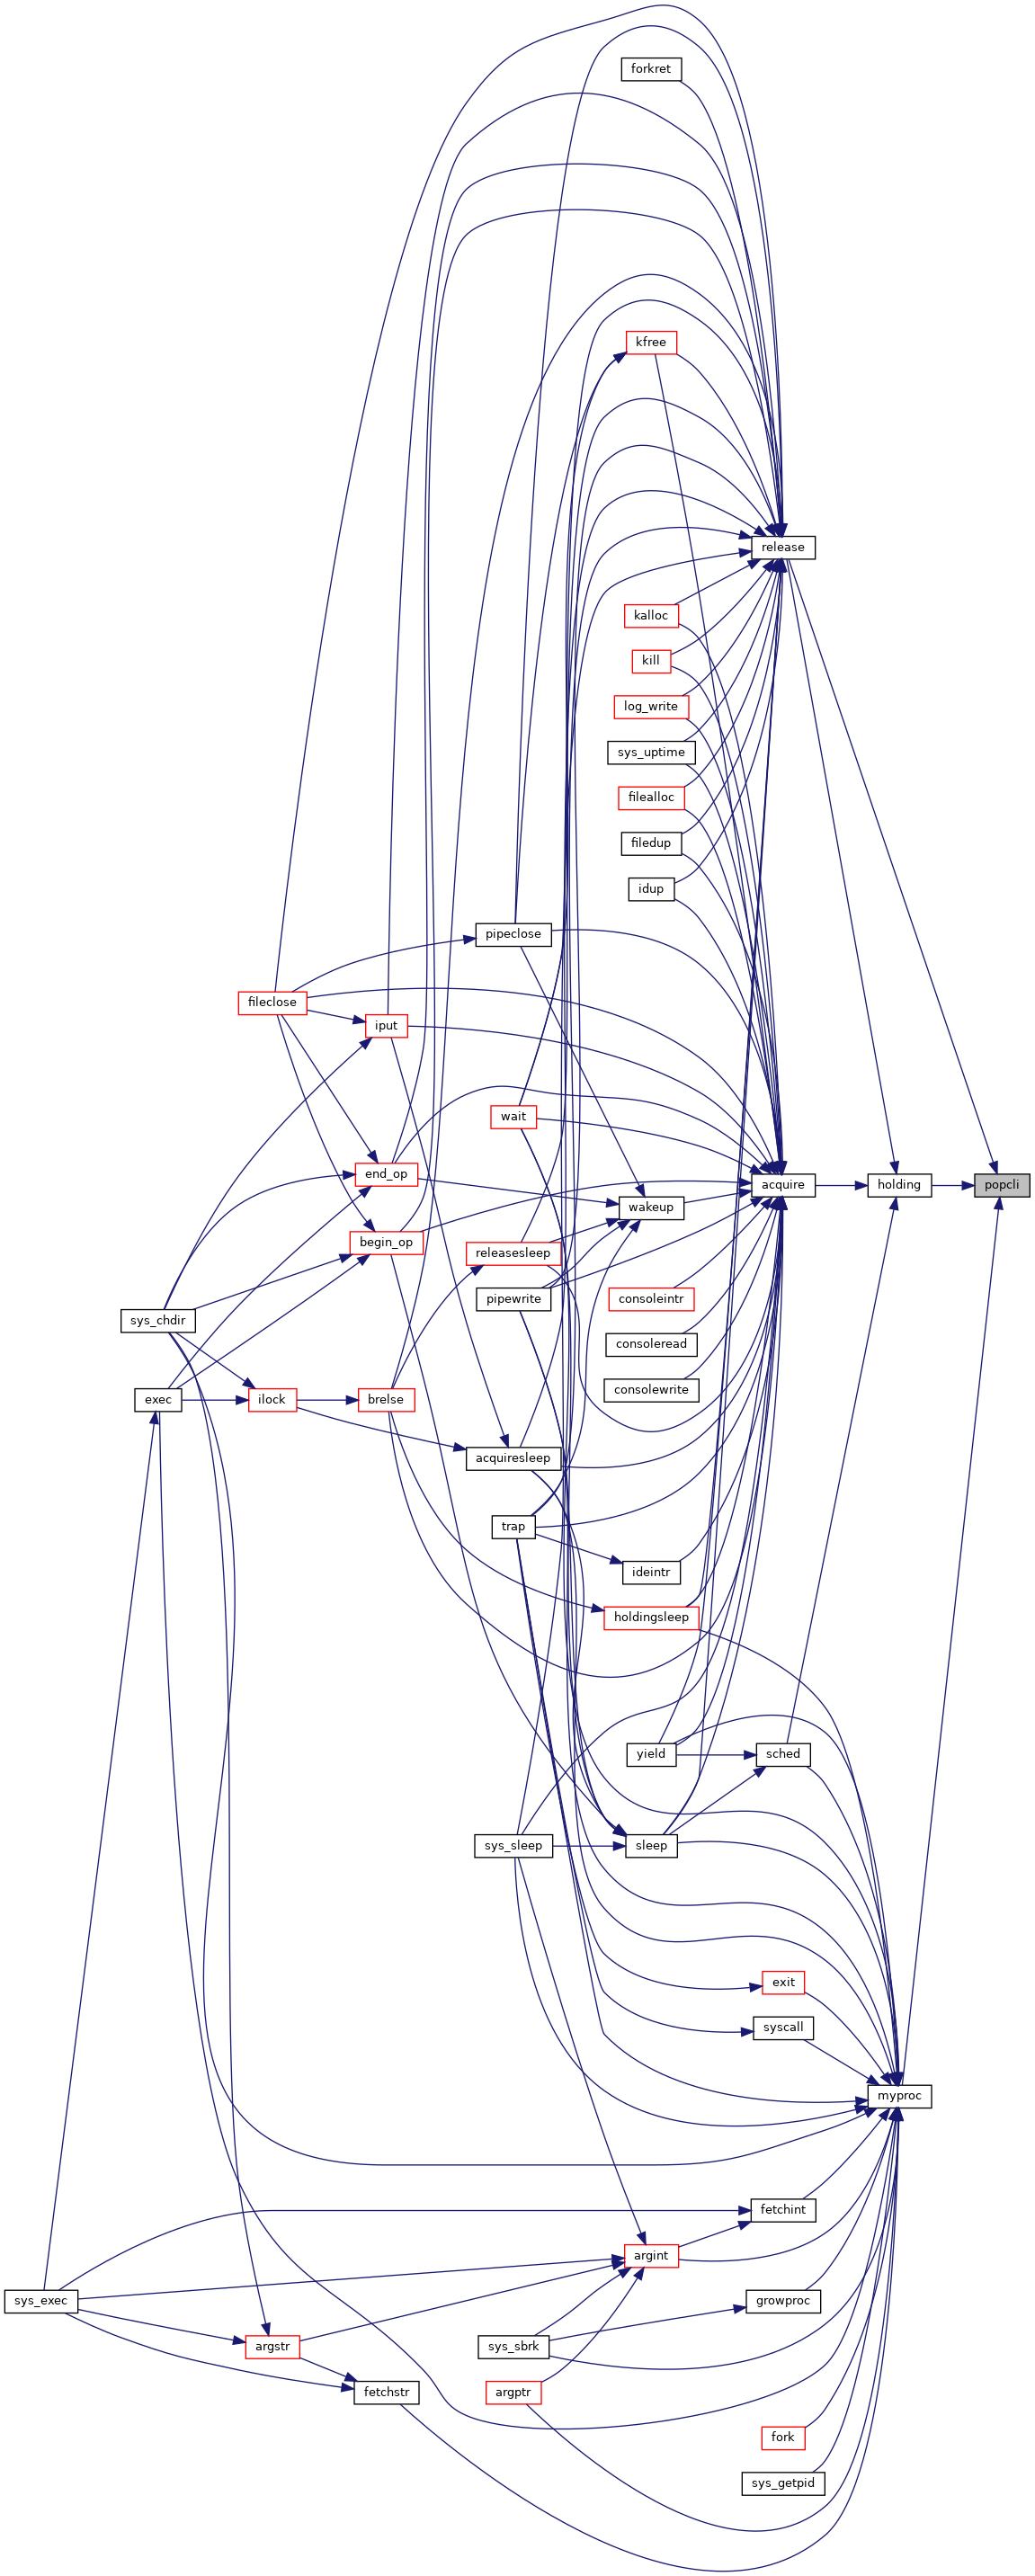 forkret
kfree
release
kalloc
kill
log_write
sys_uptime
filealloc
filedup
idup
pipeclose
fileclose
iput
wait
end_op
acquire
holding
popcli
wakeup
begin_op
releasesleep
pipewrite
consoleintr
sys_chdir
consoleread
consolewrite
exec
ilock
brelse
acquiresleep
trap
ideintr
holdingsleep
yield
sched
sys_sleep
sleep
exit
syscall
myproc
fetchint
argint
sys_exec
growproc
argstr
sys_sbrk
fetchstr
argptr
fork
sys_getpid